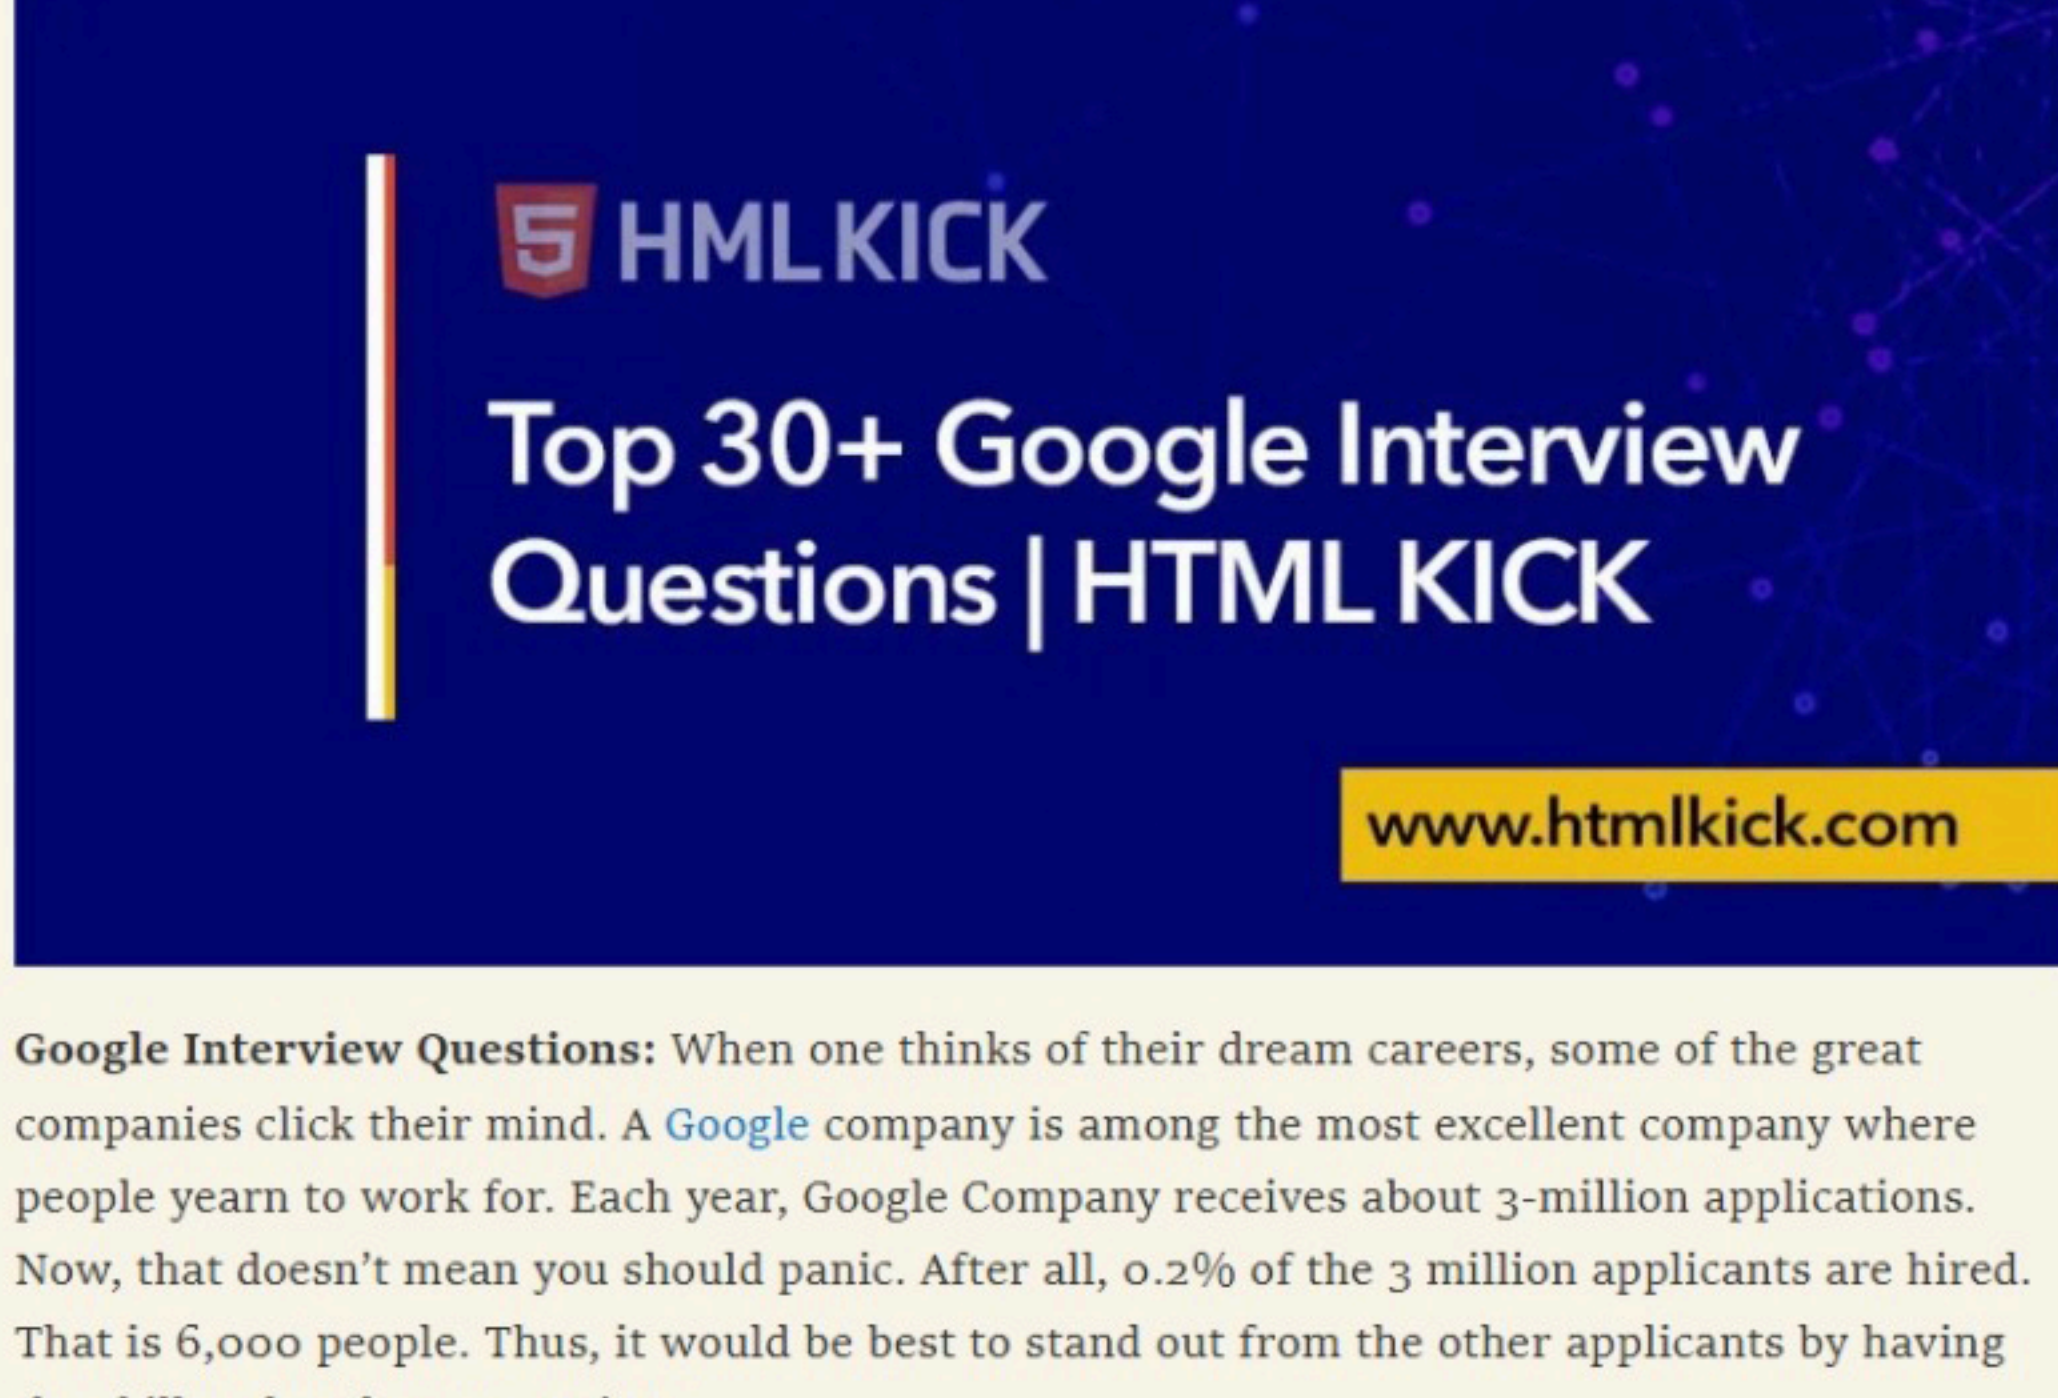 5 HML KICK
Top 30+ Google Interview
Questions | HTML KICK
www.htmlkick.com
Google Interview Questions: When one thinks of their dream careers, some of the great
companies click their mind. A Google company is among the most excellent company where
people yearn to work for. Each year, Google Company receives about 3-million applications.
Now, that doesn’t mean you should panic. After all, 0.2% of the 3 million applicants are hired.
That is 6,000 people. Thus, it would be best to stand out from the other applicants by having